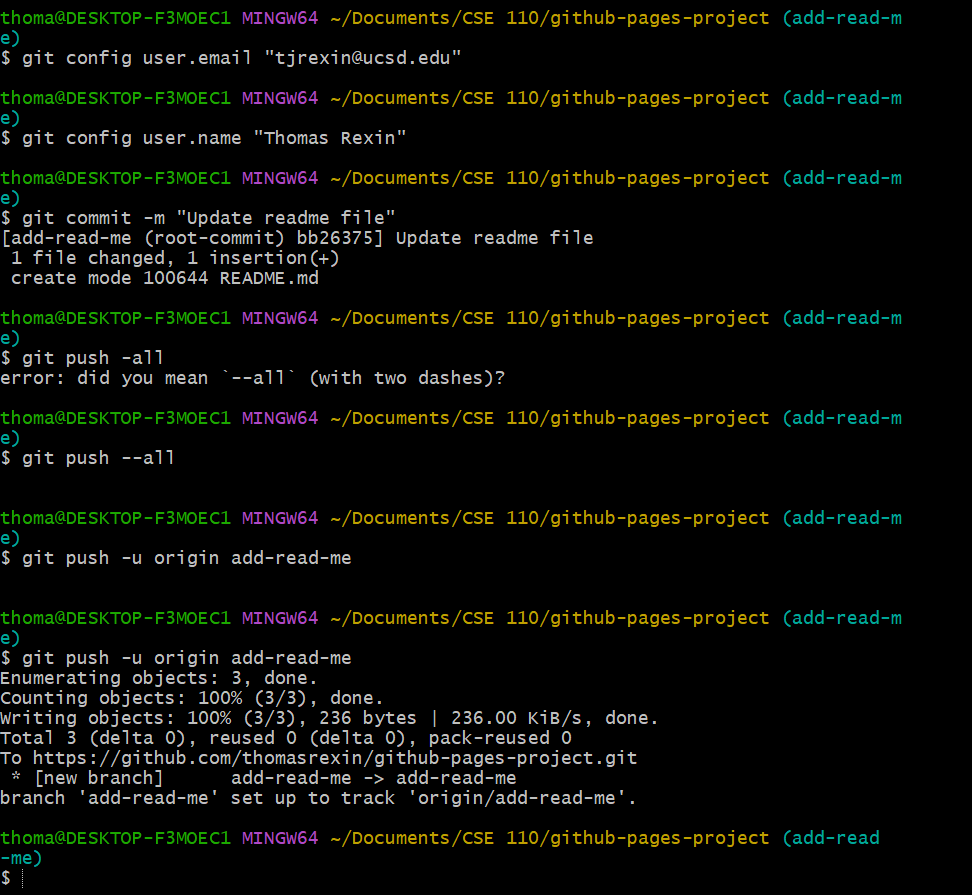 thoma@DESKTOP-F3MOEC1 MINGW64 ~/Documents/CSE 110/github-pages-project (add-read-m
e)
$ git config user.email "tjrexin@ucsd.edu"
thoma@DESKTOP-F3MOEC1 MINGW64 ~/Documents/CSE 110/github-pages-project (add-read-m
e)
$ git config user.name "Thomas Rexin"
thoma@DESKTOP-F3MOEC1 MINGW64 ~/Documents/CSE 110/github-pages-project (add-read-m
e)
$ git commit -m "Update readme file"
[add-read-me (root-commit) bb26375] Update readme file
 1 file changed, 1 insertion(+)
 create mode 100644 README.md
thoma@DESKTOP-F3MOEC1 MINGW64 ~/Documents/CSE 110/github-pages-project (add-read-m
e)
$ git push -all
error: did you mean `--all` (with two dashes)?
thoma@DESKTOP-F3MOEC1 MINGW64 ~/Documents/CSE 110/github-pages-project (add-read-m
e)
$ git push --all
thoma@DESKTOP-F3MOEC1 MINGW64 ~/Documents/CSE 110/github-pages-project (add-read-m
e)
$ git push -u origin add-read-me
thoma@DESKTOP-F3MOEC1 MINGW64 ~/Documents/CSE 110/github-pages-project (add-read-m
e)
$ git push -u origin add-read-me
Enumerating objects: 3, done.
Counting objects: 100% (3/3), done.
Writing objects: 100% (3/3), 236 bytes | 236.00 KiB/s, done.
Total 3 (delta 0), reused 0 (delta 0), pack-reused 0
To https://github.com/thomasrexin/github-pages-project.git
 * [new branch]      add-read-me -> add-read-me
branch 'add-read-me' set up to track 'origin/add-read-me'.
thoma@DESKTOP-F3MOEC1 MINGW64 ~/Documents/CSE 110/github-pages-project (add-read
-me)
$